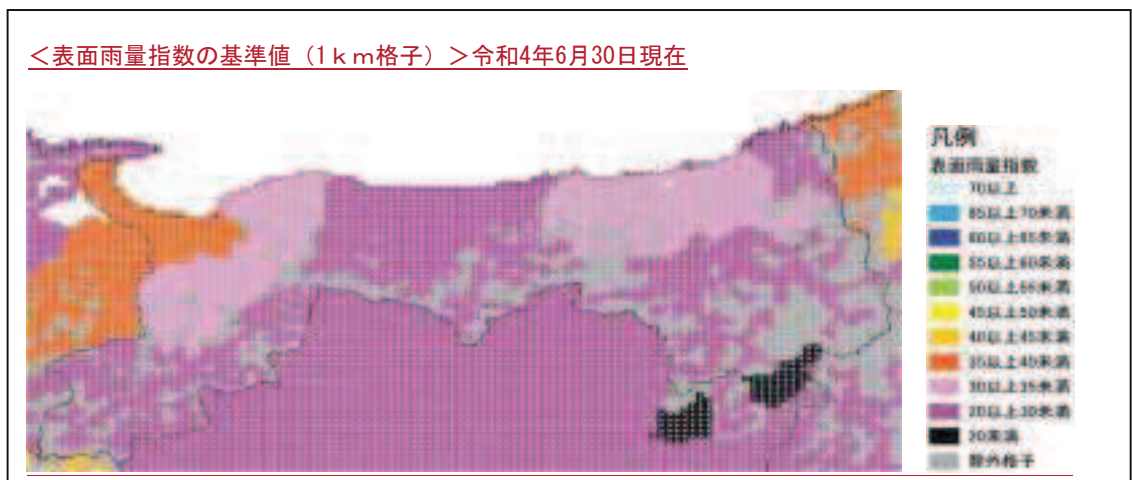 ＜表面雨量指数の基準値（1ｋｍ格子）＞令和4年6月30日現在
凡例
表面雨量指数
70以上
65以上70未満
60以上65未満
55以上60未満
50以上55未満
45以上50未満
40以上45未満
35以上40未満
30以上35未満
20以上30未満
20未満
除外格子